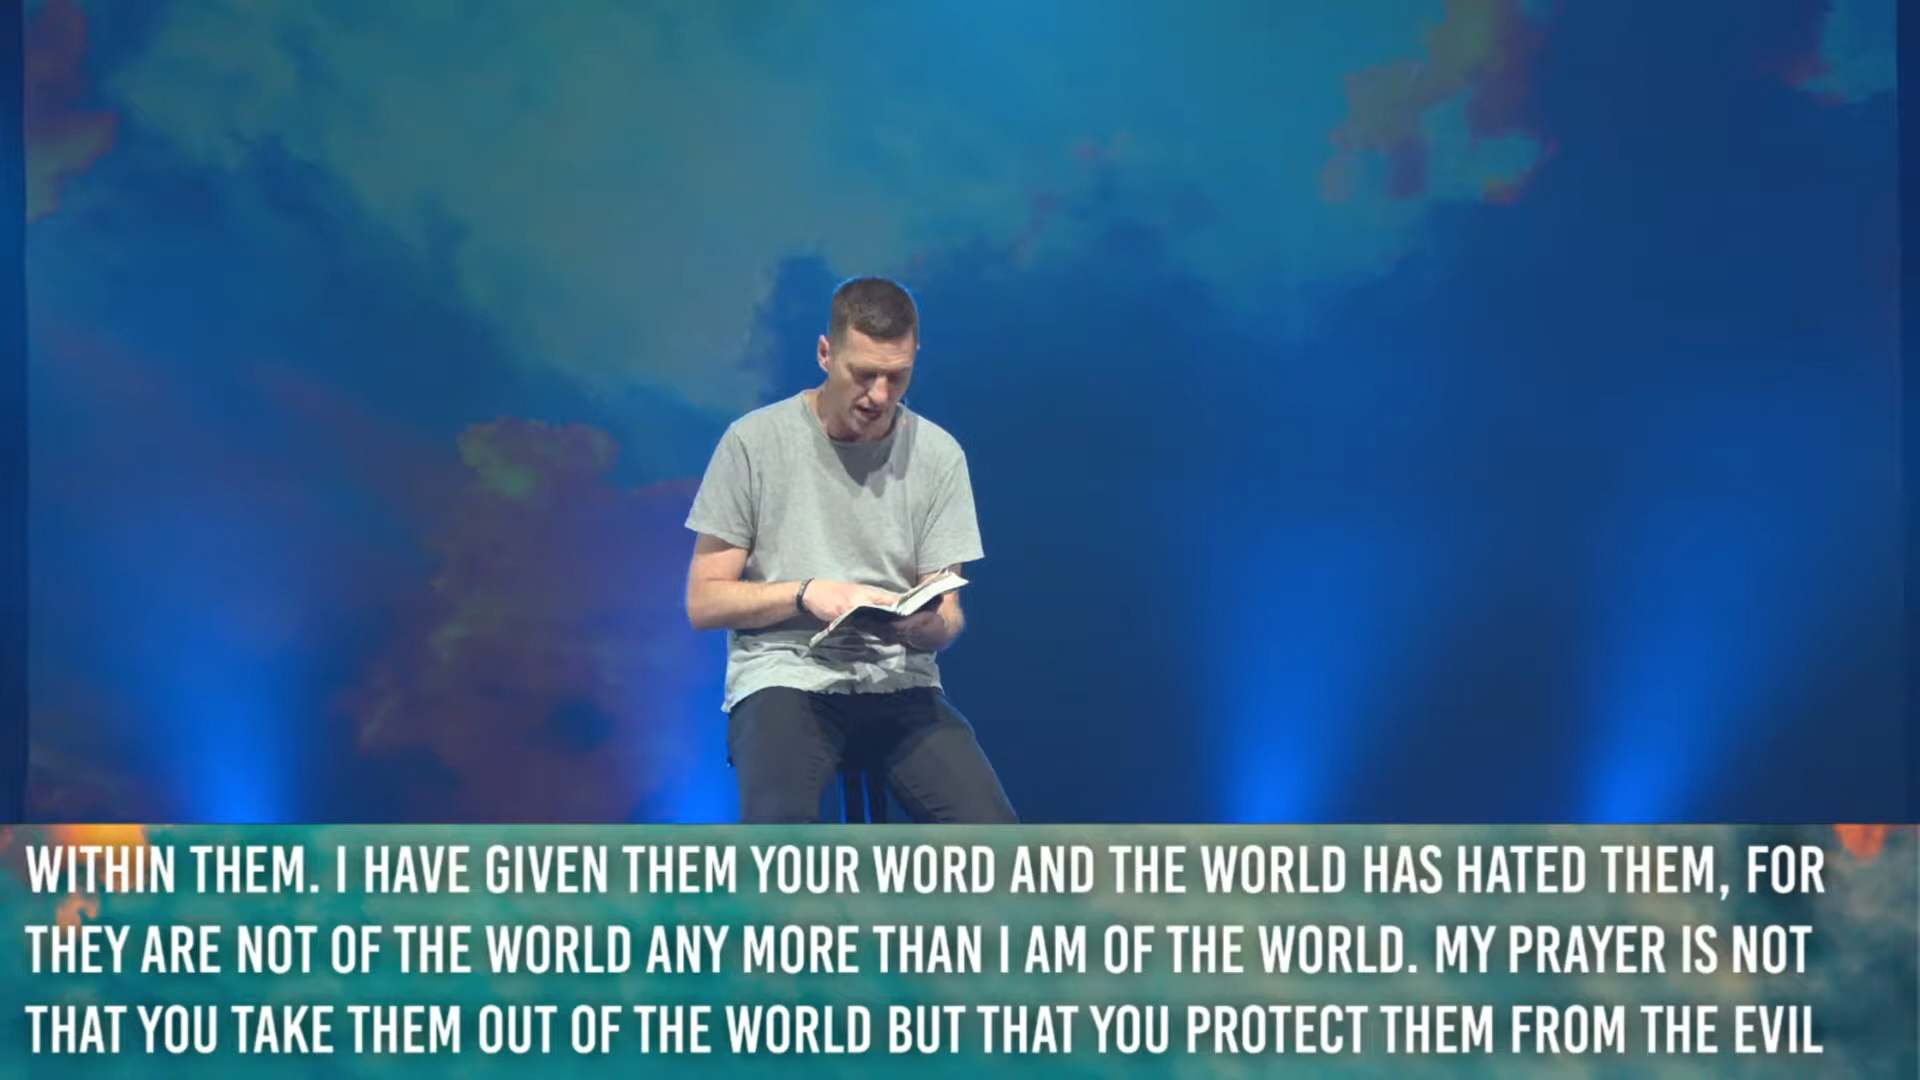 WITHIN THEM. I HAVE GIVEN THEM YOUR WORD AND THE WORLD HAS HATED THEM, FOR
THEY ARE NOT OF THE WORLD ANY MORE THAN I AM OF THE WORLD. MY PRAYER IS NOT
THAT YOU TAKE THEM OUT OF THE WORLD BUT THAT YOU PROTECT THEM FROM THE EVIL